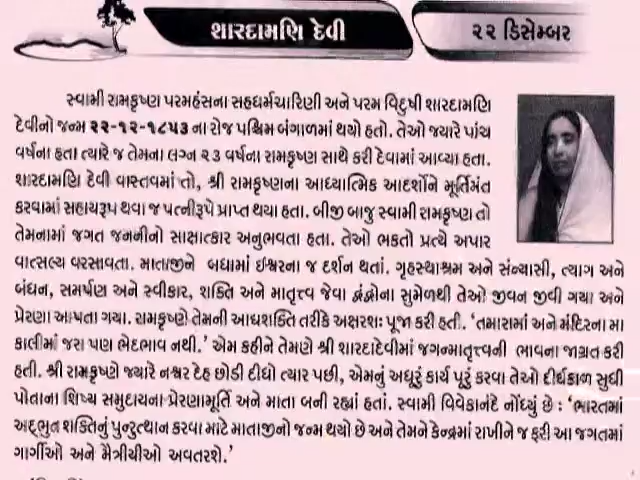 શારદામણિ દેવી
૨૨ ડિસેમ્બર
સ્વામી રામકૃષ્ણ પરમહંસના સહધર્મચારિણી અને પરમ વિદુષી શારદામણિ
દેવીનો જન્મ ૨૨-૧૨-૧૮૫૩ ના રોજ પશ્ચિમ બંગાળમાં થયો હતો. તેઓ જ્યારે પાંચ
વર્ષના હતા ત્યારે જ તેમના લગ્ન ૨૩ વર્ષના રામકૃષ્ણ સાથે કરી દેવામાં આવ્યા હતા.
શારદામણિ દેવી વાસ્તવમાં તો, શ્રી રામકૃષ્ણના આધ્યાત્મિક આદર્શોને મૂર્તિમંત
કરવામાં સહાયરૂપ થવા જ પત્નીરૂપે પ્રાપ્ત થયા હતા. બીજી બાજુ સ્વામી રામકૃષ્ણ તો
તેમનામાં જગત જનનીનો સાક્ષાત્કાર અનુભવતા હતા. તેઓ ભક્તો પ્રત્યે અપાર
વાત્સલ્ય વરસાવતા. માતાજીને બધામાં ઈશ્વરના જ દર્શન થતાં. ગૃહસ્થાશ્રમ અને સંન્યાસી, ત્યાગ અને
બંધન, સમર્પણ અને સ્વીકાર, શક્તિ અને માતૃત્વ જેવા દ્વંદ્વોના સુમેળથી તેઓ જીવન જીવી ગયા અને
પ્રેરણા આપતા ગયા. રામકૃષ્ણે તેમની આદ્યશક્તિ તરીકે અક્ષરશઃ પૂજા કરી હતી. ‘તમારામાં અને મંદિરના મા
કાલીમાં જરા પણ ભેદભાવ નથી.’ એમ કહીને તેમણે શ્રી શારદાદેવીમાં જગન્માતૃત્વની ભાવના જાગ્રત કરી
હતી. શ્રી રામકૃષ્ણે જ્યારે નશ્વર દેહ છોડી દીધો ત્યાર પછી, એમનું અધૂરું કાર્ય પૂરું કરવા તેઓ દીર્ઘકાળ સુધી
પોતાના શિષ્ય સમુદાયના પ્રેરણામૂર્તિ અને માતા બની રહ્યાં હતાં. સ્વામી વિવેકાનંદે નોંધ્યું છે : ‘ભારતમાં
અદ્ભુત શક્તિનું પુનરુત્થાન કરવા માટે માતાજીનો જન્મ થયો છે અને તેમને કેન્દ્રમાં રાખીને જ ફરી આ જગતમાં
ગાર્ગીઓ અને મૈત્રીયીઓ અવતરશે.’